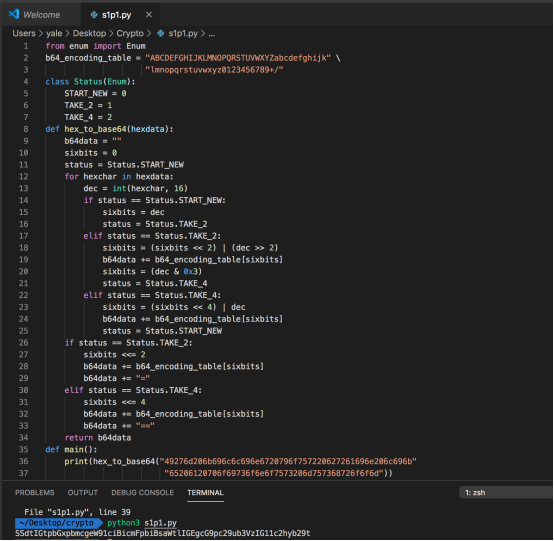 Welcome
s1p1.py
Users > yale > Desktop > Crypto > s1p1.py > ...
1 from enum import Enum
2 b64_encoding_table = "ABCDEFGHIJKLMNOPQRSTUVWXYZabcdefghijk" \
3 "lmnopqrstuvwxyz0123456789+/"
4 class Status(Enum):
5 START_NEW = 0
6 TAKE_2 = 1
7 TAKE_4 = 2
8 def hex_to_base64(hexdata):
9 b64data = ""
10 sixbits = 0
11 status = Status.START_NEW
12 for hexchar in hexdata:
13 dec = int(hexchar, 16)
14 if status == Status.START_NEW:
15 sixbits = dec
16 status = Status.TAKE_2
17 elif status == Status.TAKE_2:
18 sixbits = (sixbits << 2) | (dec >> 2)
19 b64data += b64_encoding_table[sixbits]
20 sixbits = (dec & 0x3)
21 status = Status.TAKE_4
22 elif status == Status.TAKE_4:
23 sixbits = (sixbits << 4) | dec
24 b64data += b64_encoding_table[sixbits]
25 status = Status.START_NEW
26 if status == Status.TAKE_2:
27 sixbits <<= 2
28 b64data += b64_encoding_table[sixbits]
29 b64data += "="
30 elif status == Status.TAKE_4:
31 sixbits <<= 4
32 b64data += b64_encoding_table[sixbits]
33 b64data += "=="
34 return b64data
35 def main():
36 print(hex_to_base64("49276d206b696c6c696e6720796f757220627261696e206c696b"
37 "65206120706f69736f6e6f7573206d757368726f6f6d"))
PROBLEMS OUTPUT DEBUG CONSOLE TERMINAL 1: zsh
File "s1p1.py", line 39
~/Desktop/crypto python3 s1p1.py
SSdtIGtpbGxpbmcgeW91ciBicmFpbiBsaWtlIGEgcG9pc29ub3VzIG11c2hyb29t